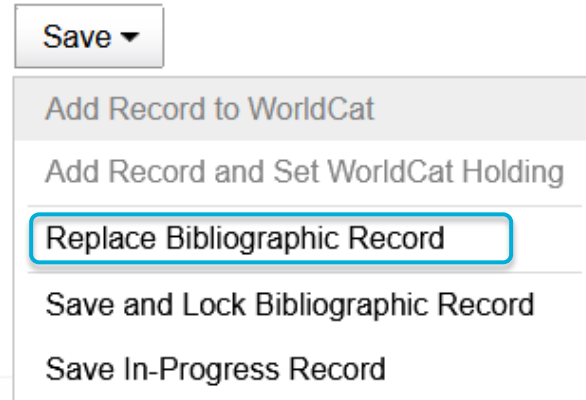 Save
Add Record to WorldCat
Add Record and Set WorldCat Holding
Replace Bibliographic Record
Save and Lock Bibliographic Record
Save In-Progress Record